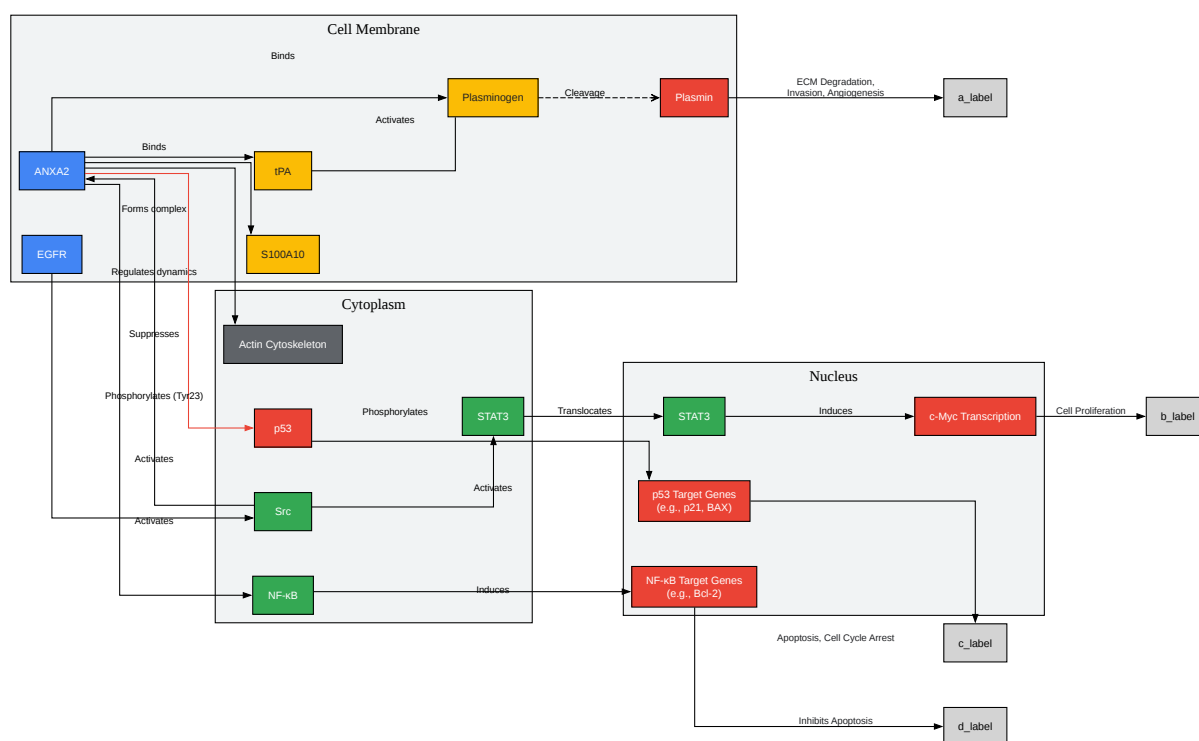 Cell Membrane
Binds
Plasminogen
Cleavage
Plasmin
ECM Degradation,
Invasion, Angiogenesis
a_label
Activates
Binds
ANXA2
tPA
Forms complex
EGFR
S100A10
Regulates dynamics
Cytoplasm
Suppresses
Actin Cytoskeleton
Nucleus
Phosphorylates (Tyr23)
Phosphorylates
STAT3
Translocates
STAT3
Induces
c-Myc Transcription
Cell Proliferation
b_label
p53
Activates
Activates
p53 Target Genes
(e.g., p21, BAX)
Src
Activates
NF-κB
Induces
NF-κB Target Genes
(e.g., Bcl-2)
Apoptosis, Cell Cycle Arrest
c_label
Inhibits Apoptosis
d_label